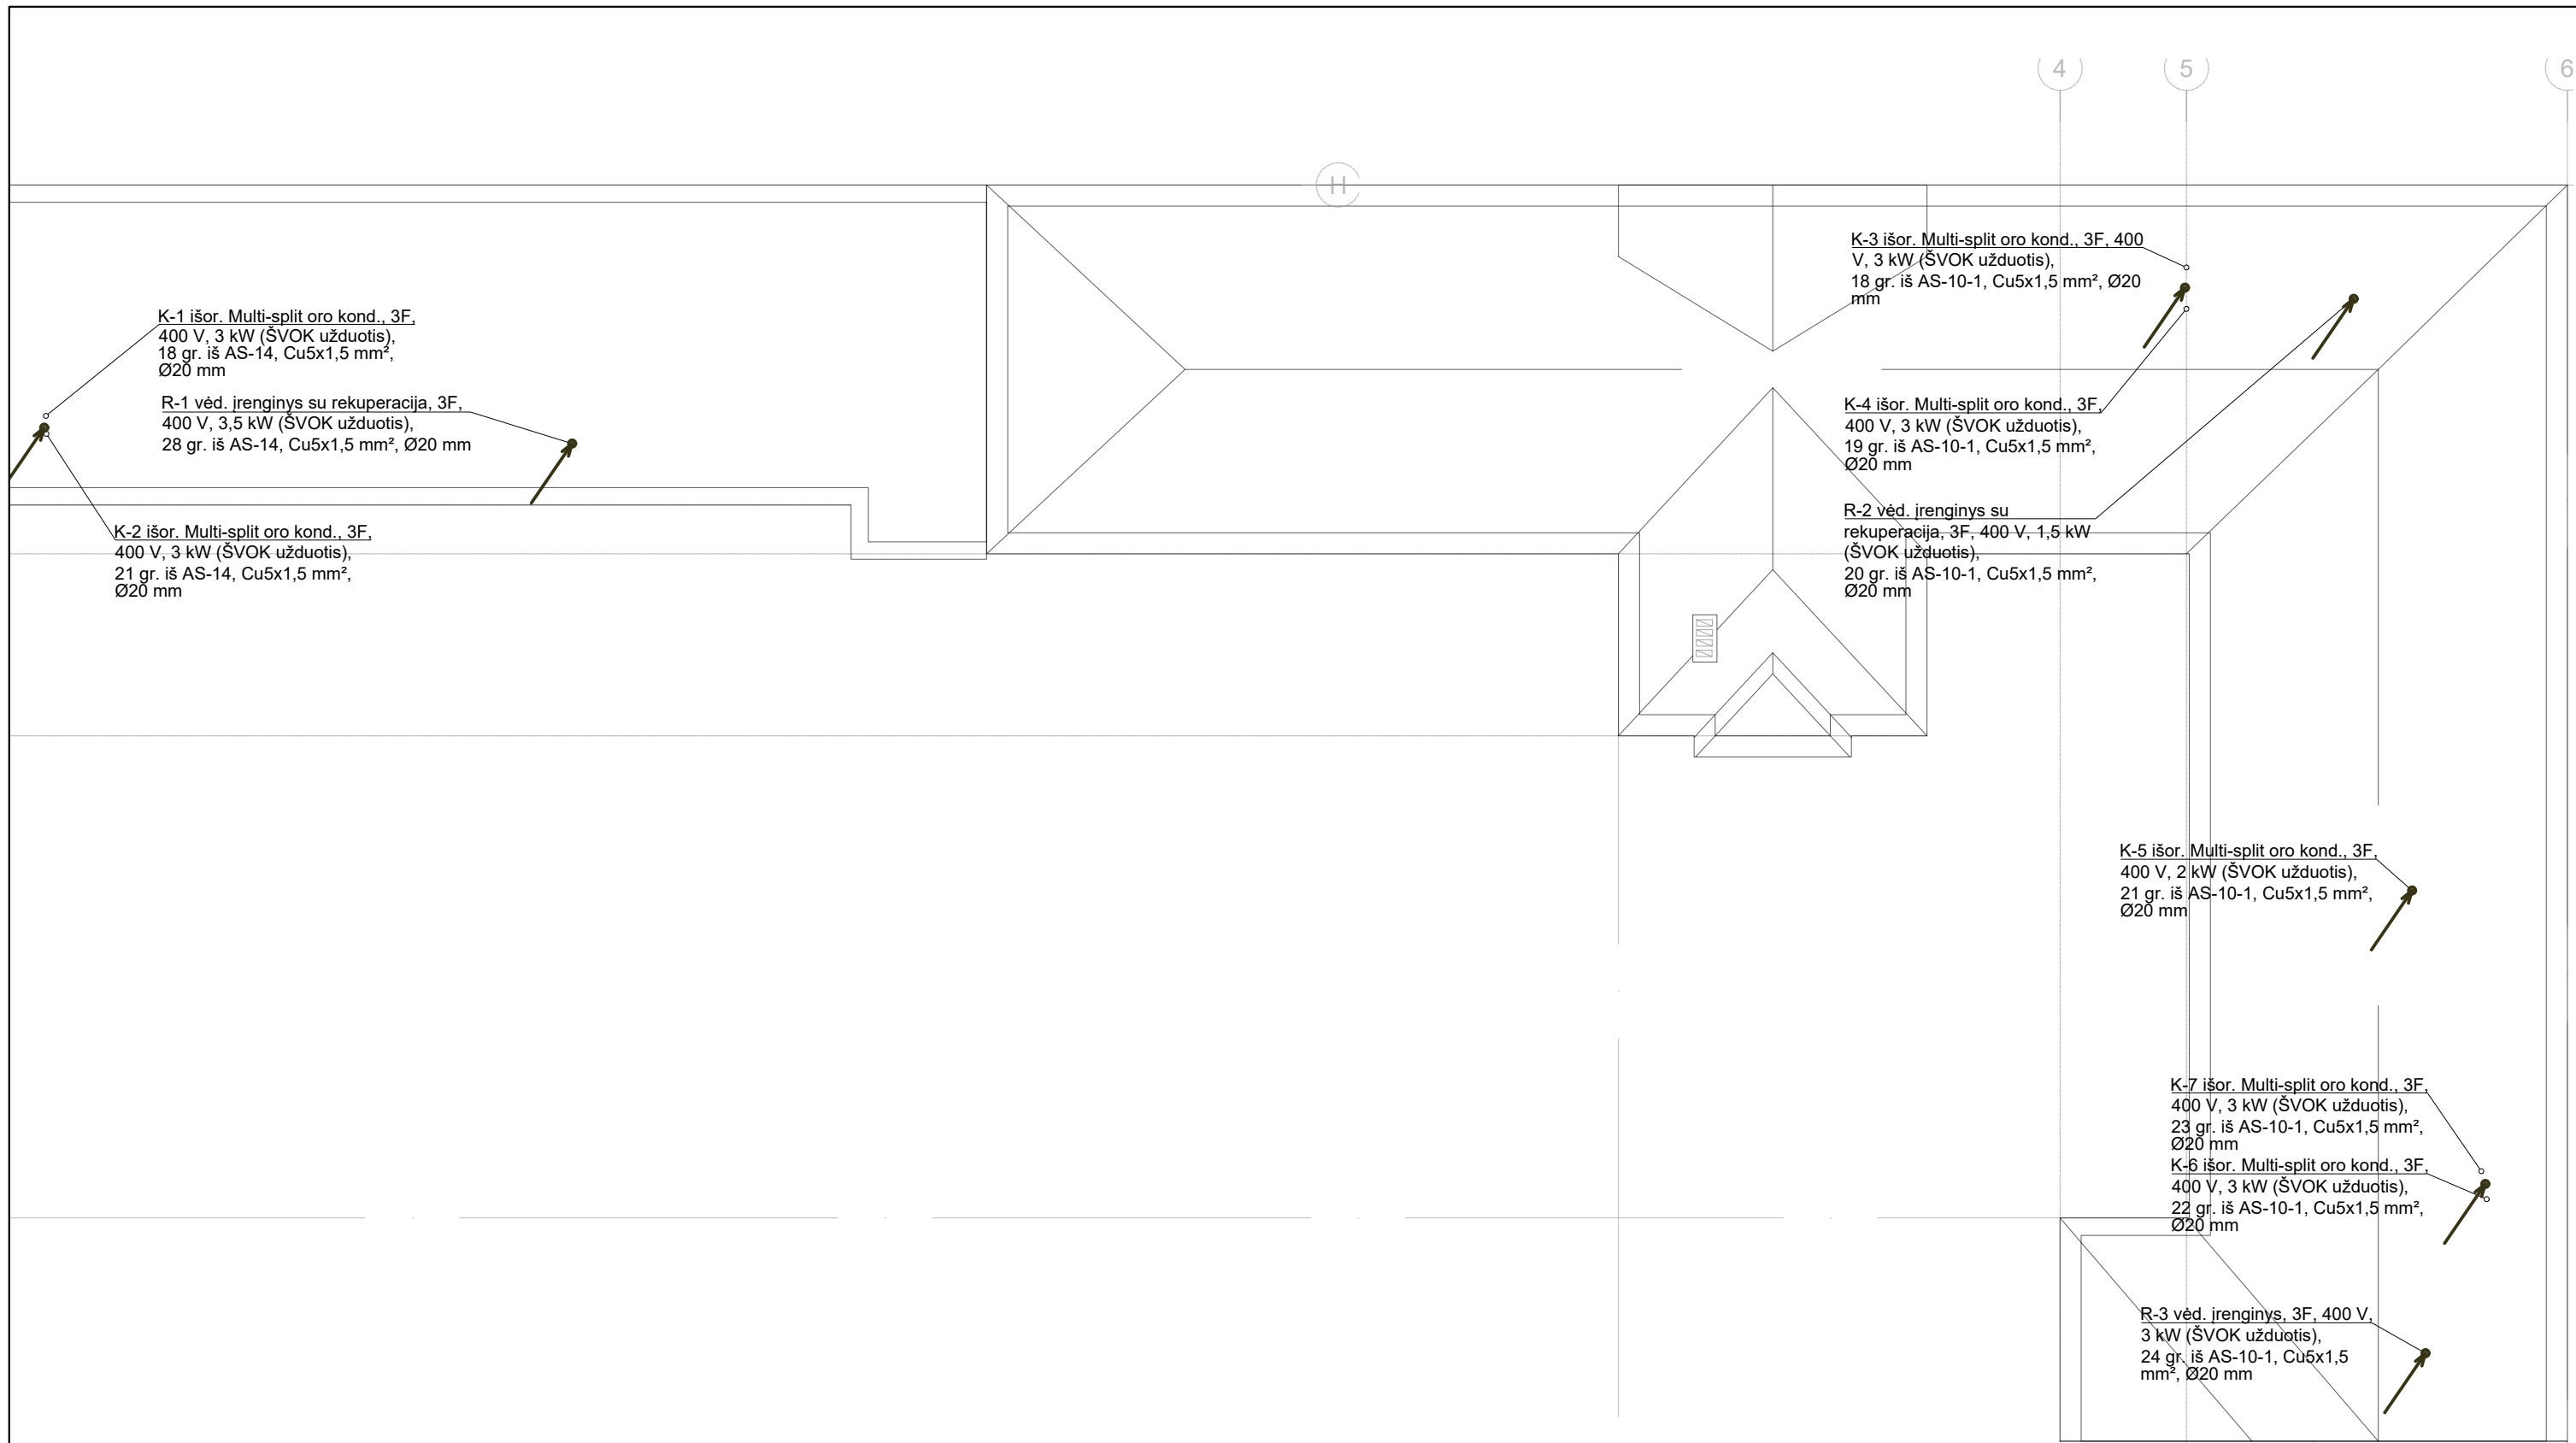 4
5
6
H
K-1 išor. Multi-split oro kond., 3F,
400 V, 3 kW (ŠVOK užduotis),
18 gr. iš AS-14, Cu5x1,5 mm²,
Ø20 mm
R-1 vėd. įrenginys su rekuperacija, 3F,
400 V, 3,5 kW (ŠVOK užduotis),
28 gr. iš AS-14, Cu5x1,5 mm², Ø20 mm
K-2 išor. Multi-split oro kond., 3F,
400 V, 3 kW (ŠVOK užduotis),
21 gr. iš AS-14, Cu5x1,5 mm²,
Ø20 mm
K-3 išor. Multi-split oro kond., 3F, 400
V, 3 kW (ŠVOK užduotis),
18 gr. iš AS-10-1, Cu5x1,5 mm², Ø20
mm
K-4 išor. Multi-split oro kond., 3F,
400 V, 3 kW (ŠVOK užduotis),
19 gr. iš AS-10-1, Cu5x1,5 mm²,
Ø20 mm
R-2 vėd. įrenginys su
rekuperacija, 3F, 400 V, 1,5 kW
(ŠVOK užduotis),
20 gr. iš AS-10-1, Cu5x1,5 mm²,
Ø20 mm
K-5 išor. Multi-split oro kond., 3F,
400 V, 2 kW (ŠVOK užduotis),
21 gr. iš AS-10-1, Cu5x1,5 mm²,
Ø20 mm
K-7 išor. Multi-split oro kond., 3F,
400 V, 3 kW (ŠVOK užduotis),
23 gr. iš AS-10-1, Cu5x1,5 mm²,
Ø20 mm
K-6 išor. Multi-split oro kond., 3F,
400 V, 3 kW (ŠVOK užduotis),
22 gr. iš AS-10-1, Cu5x1,5 mm²,
Ø20 mm
R-3 vėd. įrenginys, 3F, 400 V,
3 kW (ŠVOK užduotis),
24 gr. iš AS-10-1, Cu5x1,5
mm², Ø20 mm